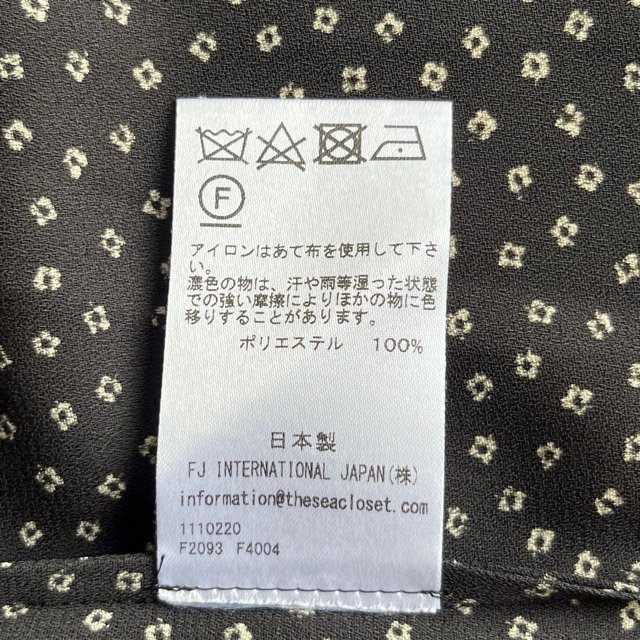 F
アイロンはあて布を使用して下さ
い。
濃色の物は、汗や雨等湿った状態
での強い摩擦によりほかの物に色
移りすることがあります。
ポリエステル 100%
日本製
FJ INTERNATIONAL JAPAN(株)
information@theseacloset.com
1110220
F2093 F4004